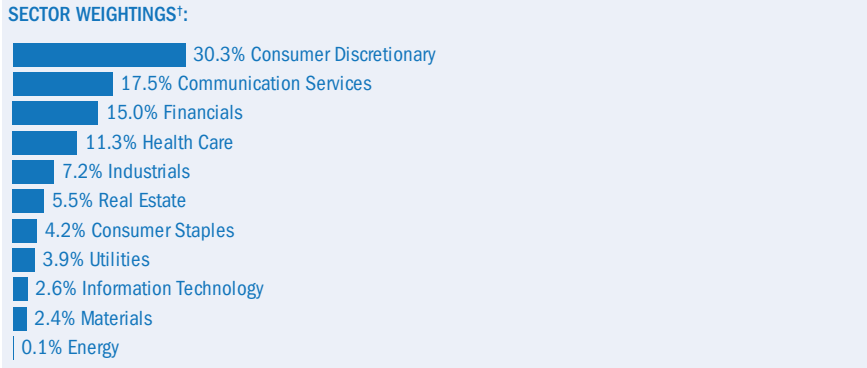 SECTOR WEIGHTINGS†:
30.3% Consumer Discretionary
17.5% Communication Services
15.0% Financials
11.3% Health Care
7.2% Industrials
5.5% Real Estate
4.2% Consumer Staples
3.9% Utilities
2.6% Information Technology
2.4% Materials
0.1% Energy